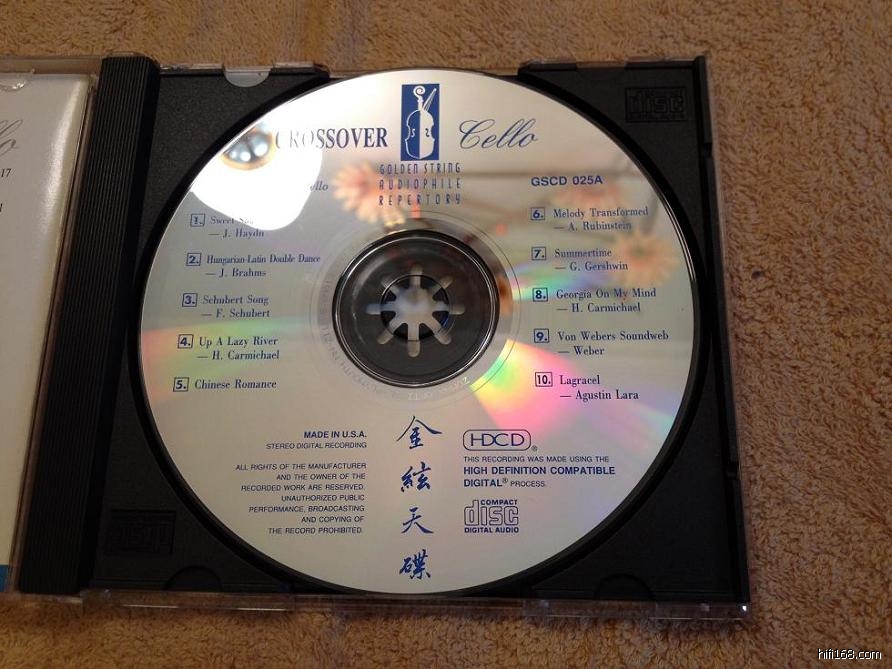 CROSSOVER Cello
GOLDEN STRING
AUDIOPHILE
REPERTORY
GSCD 025A
1. Sweet
— J. Haydn
2. Hungarian-Latin Double Dance
— J. Brahms
3. Schubert Song
— F. Schubert
4. Up A Lazy River
— H. Carmichael
5. Chinese Romance
6. Melody Transformed
— A. Rubinstein
7. Summertime
— G. Gershwin
8. Georgia On My Mind
— H. Carmichael
9. Von Webers Soundweb
— Weber
10. Lagracel
— Agustin Lara
MADE IN U.S.A.
STEREO DIGITAL RECORDING
ALL RIGHTS OF THE MANUFACTURER
AND THE OWNER OF THE
RECORDED WORK ARE RESERVED.
UNAUTHORIZED PUBLIC
PERFORMANCE, BROADCASTING
AND COPYING OF
THE RECORD PROHIBITED.
金
絃
天
碟
HDCD®
THIS RECORDING WAS MADE USING THE
HIGH DEFINITION COMPATIBLE
DIGITAL® PROCESS.
COMPACT
disc
DIGITAL AUDIO
disc
17
hifi168.com